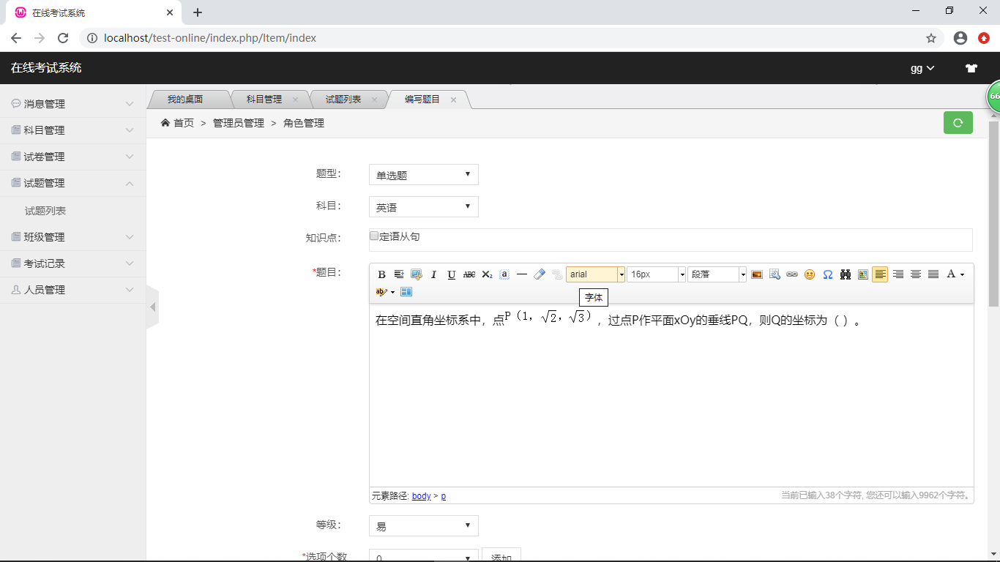 在线考试系统
localhost/test-online/index.php/Item/index
在线考试系统
gg
66
消息管理
科目管理
试卷管理
试题管理
试题列表
班级管理
考试记录
人员管理
我的桌面 科目管理 试题列表 编写题目
首页 > 管理员管理 > 角色管理
题型： 单选题
科目： 英语
知识点： 定语从句
*题目：
B I U ABC X₂ a arial 16px 段落 Ω A
ab
字体
在空间直角坐标系中，点P（1，√2，√3），过点P作平面xOy的垂线PQ，则Q的坐标为（ ）。
元素路径: body > p
当前已输入38个字符, 您还可以输入9962个字符。
等级： 易
*选项个数 0 添加